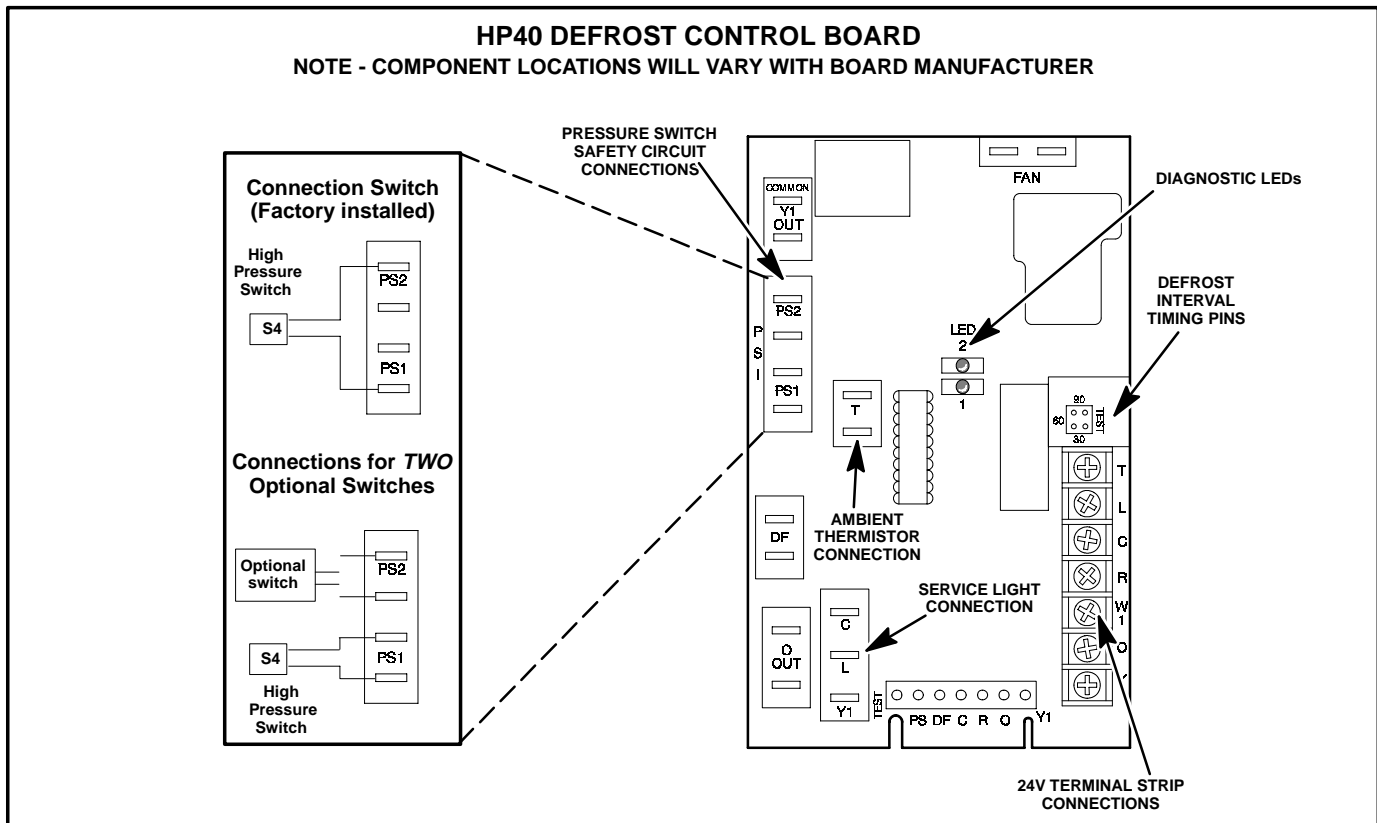 HP40 DEFROST CONTROL BOARD
NOTE - COMPONENT LOCATIONS WILL VARY WITH BOARD MANUFACTURER
Connection Switch
(Factory installed)
High
Pressure
Switch
S4
PS2
PS1
Connections for TWO
Optional Switches
Optional
switch
PS2
S4
PS1
High
Pressure
Switch
PRESSURE SWITCH
SAFETY CIRCUIT
CONNECTIONS
COMMON
Y1
OUT
FAN
DIAGNOSTIC LEDs
DEFROST
INTERVAL
TIMING PINS
P
S
I
PS2
PS1
LED
2
1
T
90
60
30
TEST
T
L
C
R
W
1
O
AMBIENT
THERMISTOR
CONNECTION
DF
SERVICE LIGHT
CONNECTION
O
OUT
C
L
Y1
TEST
PS DF C R O Y1
24V TERMINAL STRIP
CONNECTIONS